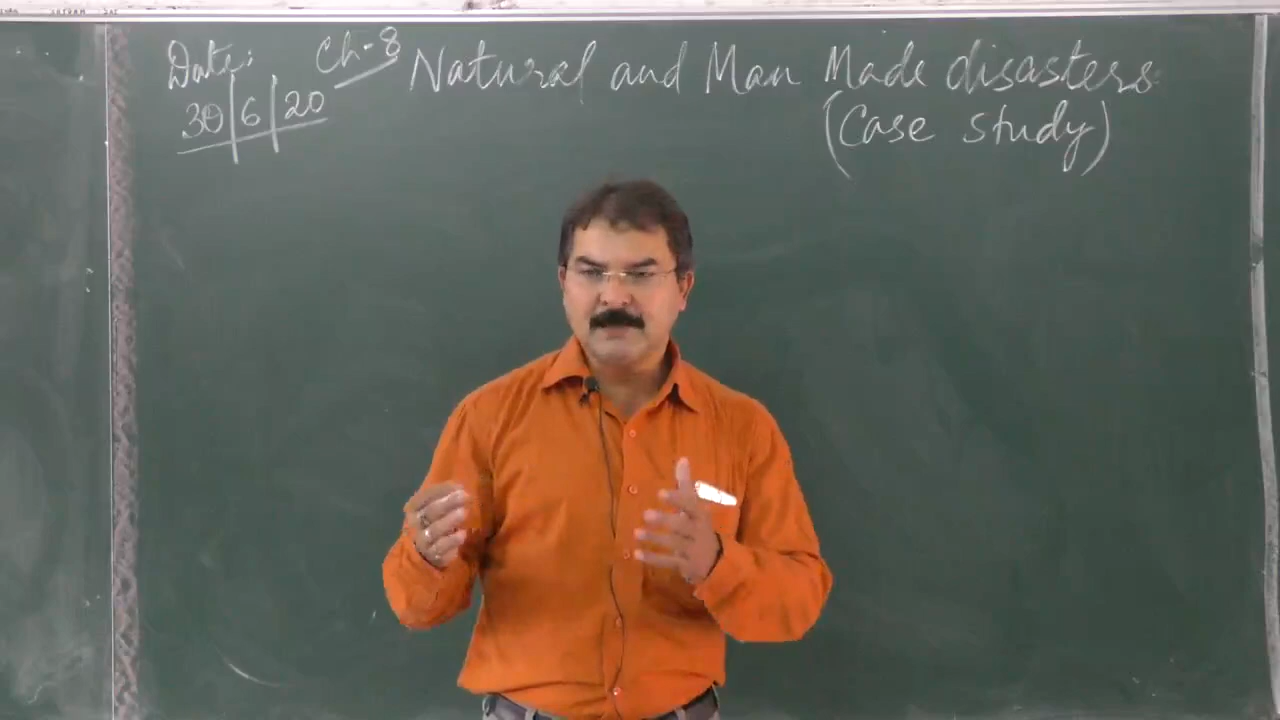 Date: Ch-8 Natural and Man Made disasters
30|6|20 (Case study)